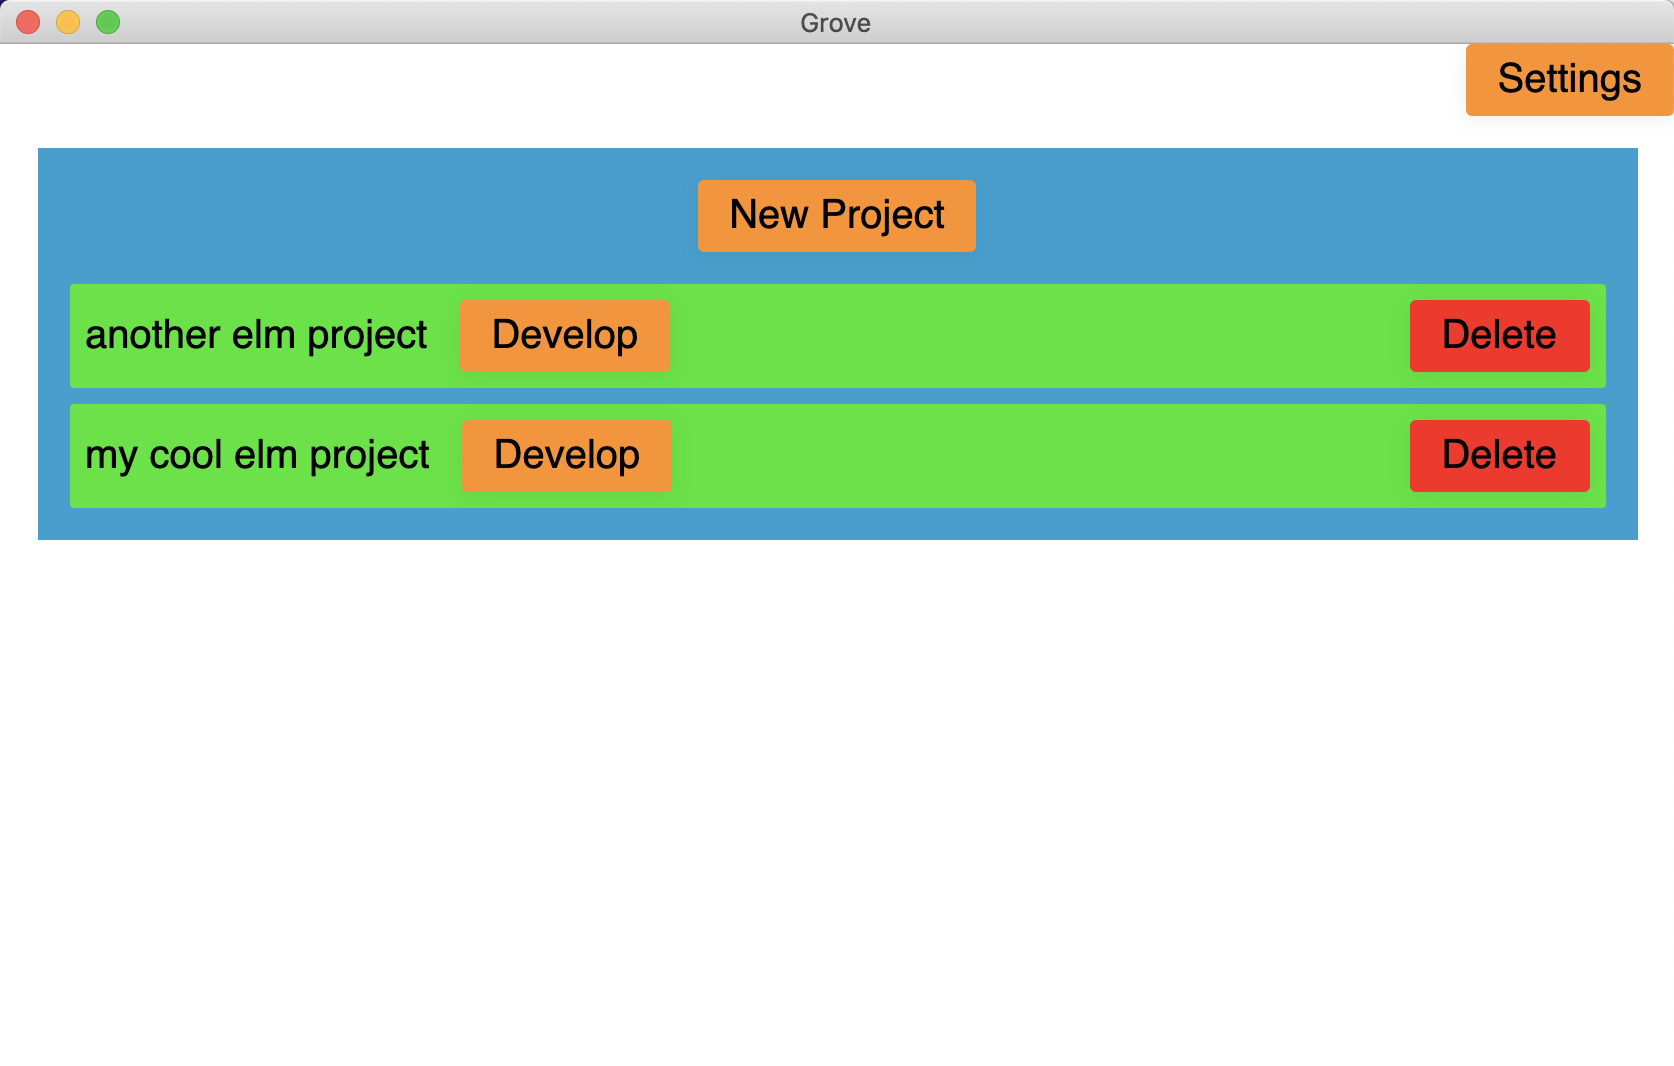 Grove
Settings
New Project
another elm project Develop Delete
my cool elm project Develop Delete